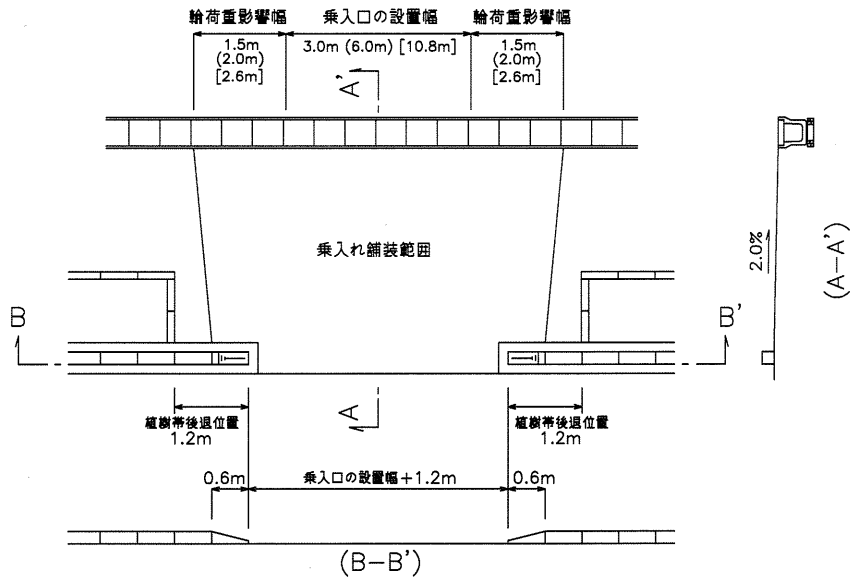 輪荷重影響幅
乗入口の設置幅
輪荷重影響幅
1.5m
(2.0m)
[2.6m]
3.0m (6.0m) [10.8m]
1.5m
(2.0m)
[2.6m]
A'
乗入れ舗装範囲
2.0%
(A-A')
B
B'
A
植樹帯後退位置
1.2m
植樹帯後退位置
1.2m
0.6m
乗入口の設置幅+1.2m
0.6m
(B-B')